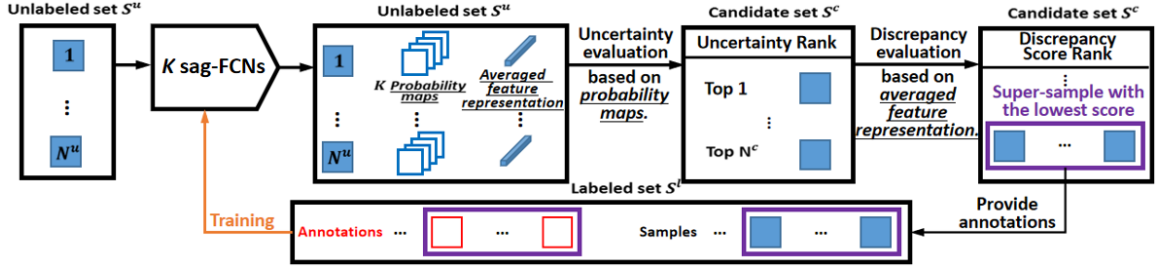 Unlabeled set S^u
1
⋮
N^u
K sag-FCNs
Unlabeled set S^u
1
K Probability
maps
Averaged
feature
representation
⋮ ⋮ ⋮
N^u
Uncertainty
evaluation
based on
probability
maps.
Candidate set S^c
Uncertainty Rank
Top 1
⋮
Top N^c
Discrepancy
evaluation
based on
averaged
feature
representation.
Candidate set S^c
Discrepancy
Score Rank
⋮
Super-sample with
the lowest score
...
Provide
annotations
Labeled set S^l
Training
Annotations ... ... Samples ... ...